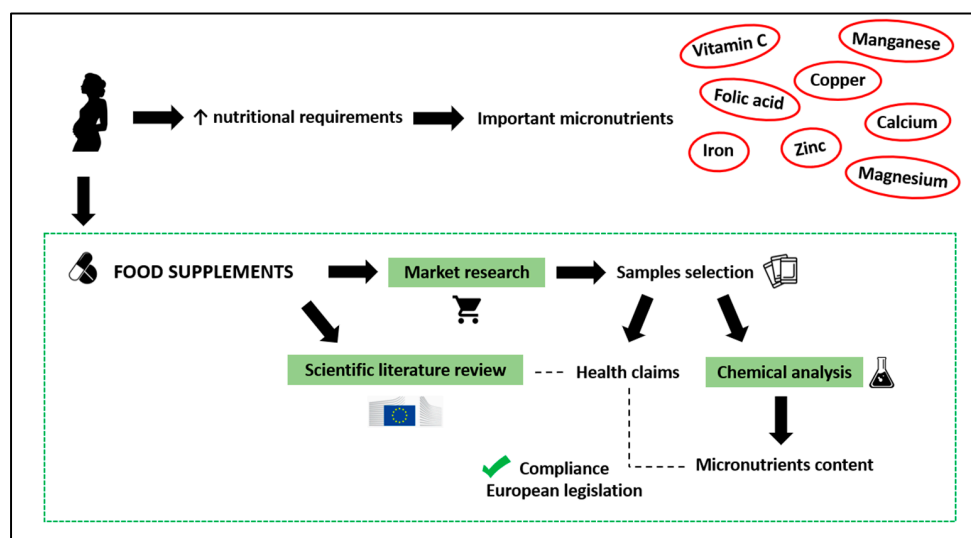 Vitamin C
Manganese
Copper
Folic acid
↑ nutritional requirements
Important micronutrients
Calcium
Iron
Zinc
Magnesium
FOOD SUPPLEMENTS
Market research
Samples selection
Scientific literature review
Health claims
Chemical analysis
Micronutrients content
Compliance
European legislation